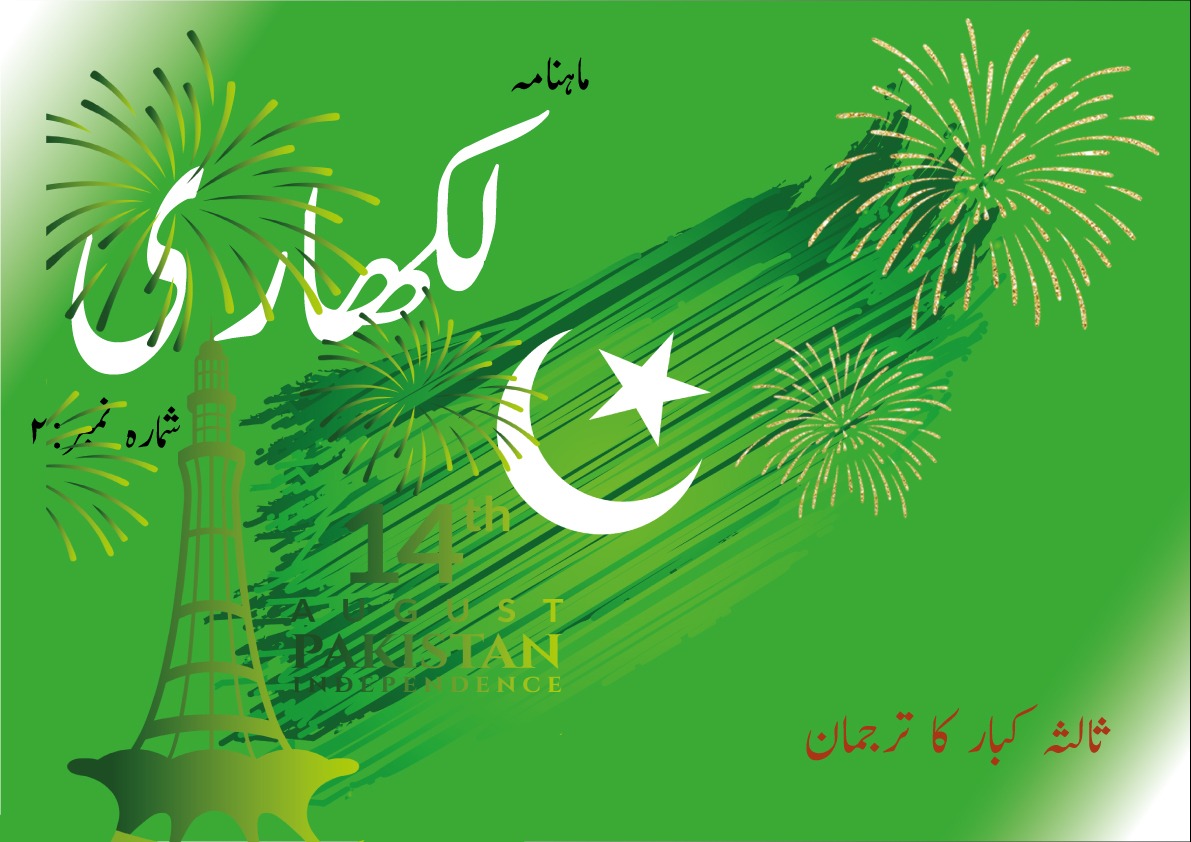 ماہنامہ
لکھاری
شمارہ نمبر:۲
14th
AUGUST
PAKISTAN
INDEPENDENCE
ثالثہ کبار کا ترجمان